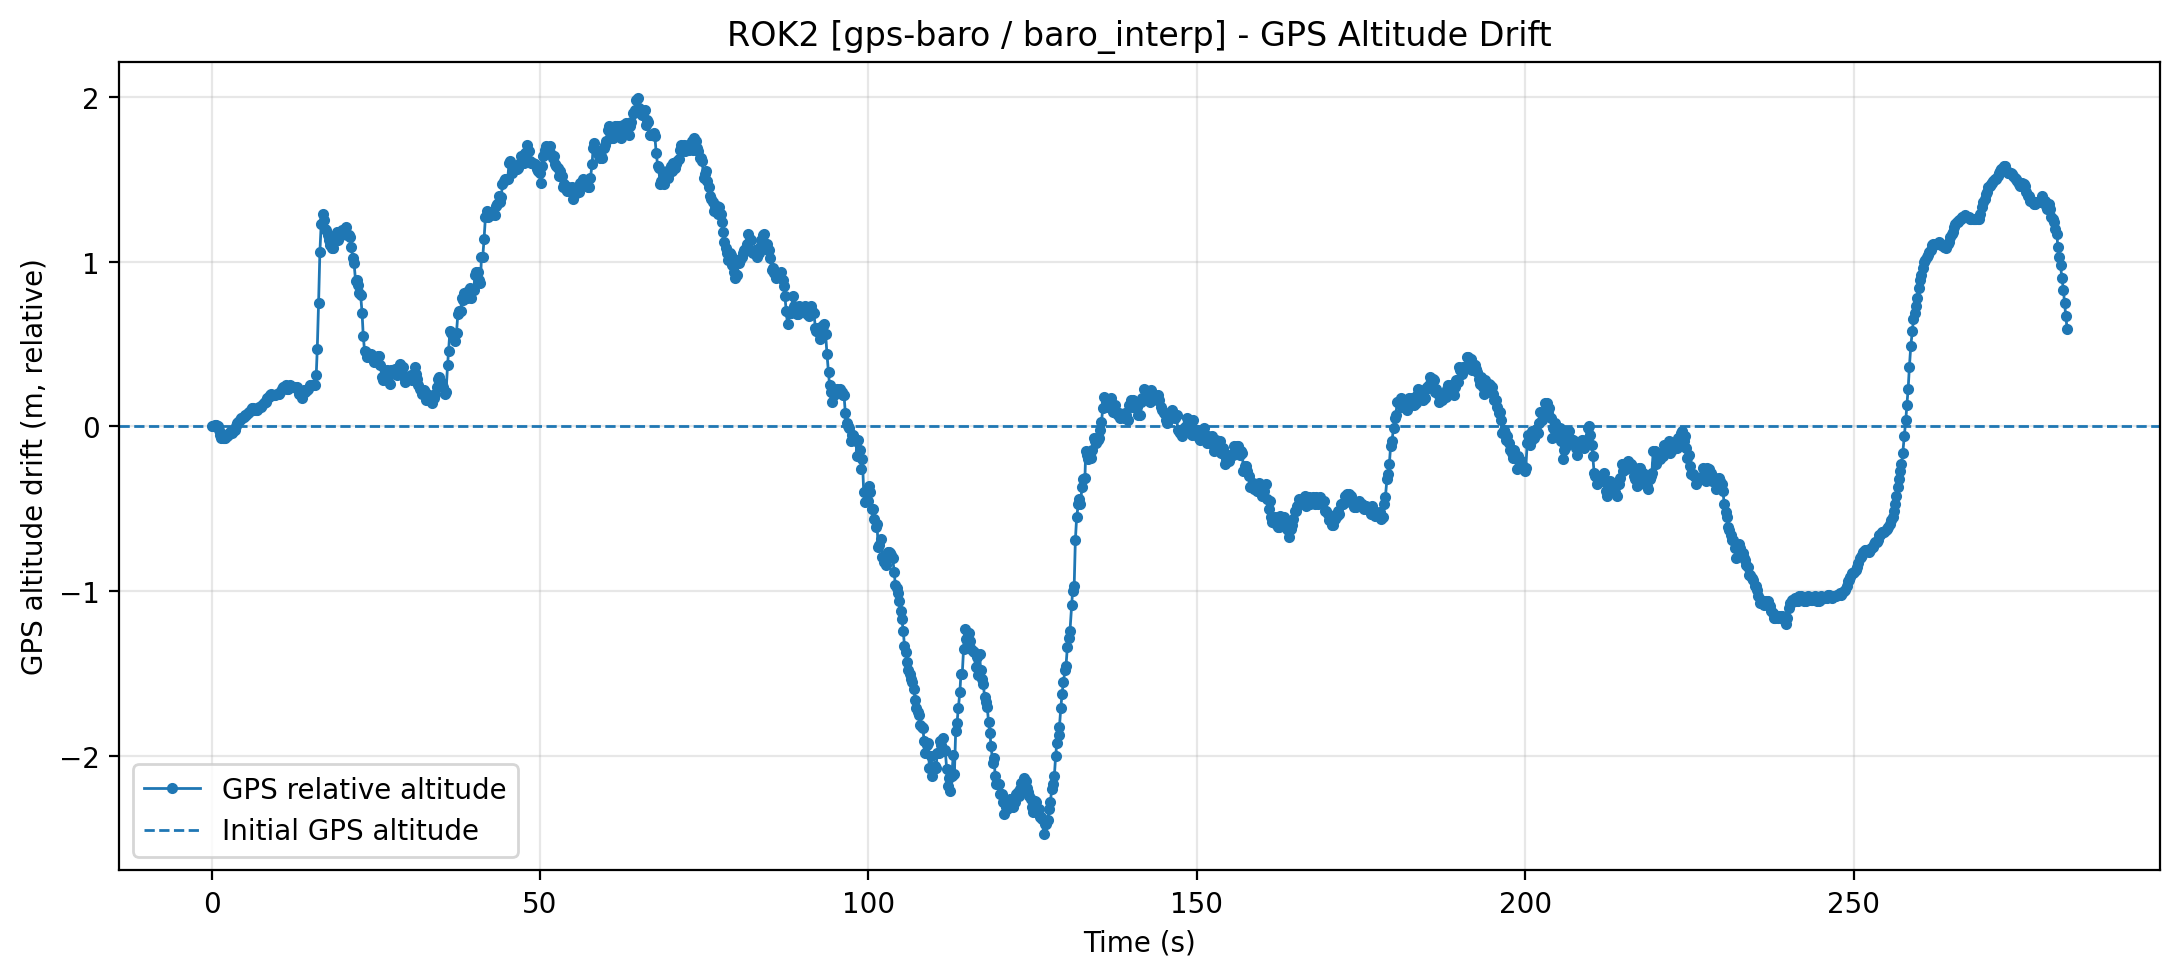 ROK2 [gps-baro / baro_interp] - GPS Altitude Drift
GPS altitude drift (m, relative)
2
1
0
−1
−2
GPS relative altitude
Initial GPS altitude
0
50
100
150
200
250
Time (s)